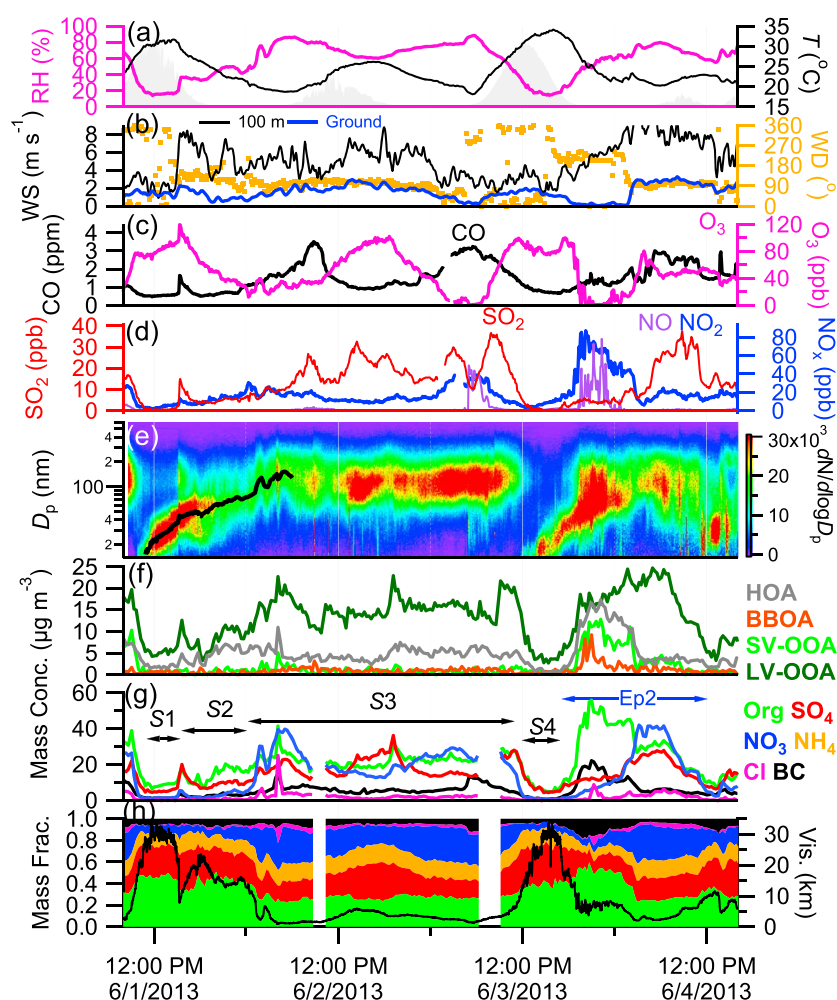 (a)
RH (%)
100
80
60
40
20
0
35
30
25
20
15
T (°C)
(b)
100 m
Ground
WS (m s⁻¹)
8
6
4
2
0
360
270
180
90
0
WD (°)
(c)
CO
O₃
CO (ppm)
4
3
2
1
0
120
80
40
0
O₃ (ppb)
(d)
SO₂
NO NO₂
SO₂ (ppb)
40
30
20
10
0
80
60
40
20
0
NOₓ (ppb)
(e)
Dₚ (nm)
4
2
100
4
2
30x10³
20
10
0
dN/dlogDₚ
(f)
Mass Conc. (µg m⁻³)
25
20
15
10
5
0
HOA
BBOA
SV-OOA
LV-OOA
(g)
S1
S2
S3
S4
Ep2
60
40
20
0
Org SO₄
NO₃ NH₄
Cl BC
(h)
Mass Frac.
1.0
0.8
0.6
0.4
0.2
0.0
30
20
10
0
Vis. (km)
12:00 PM
6/1/2013
12:00 PM
6/2/2013
12:00 PM
6/3/2013
12:00 PM
6/4/2013